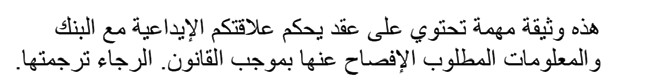 هذه وثيقة مهمة تحتوي على عقد يحكم علاقتكم الإيداعية مع البنك
والمعلومات المطلوب الإفصاح عنها بموجب القانون. الرجاء ترجمتها.